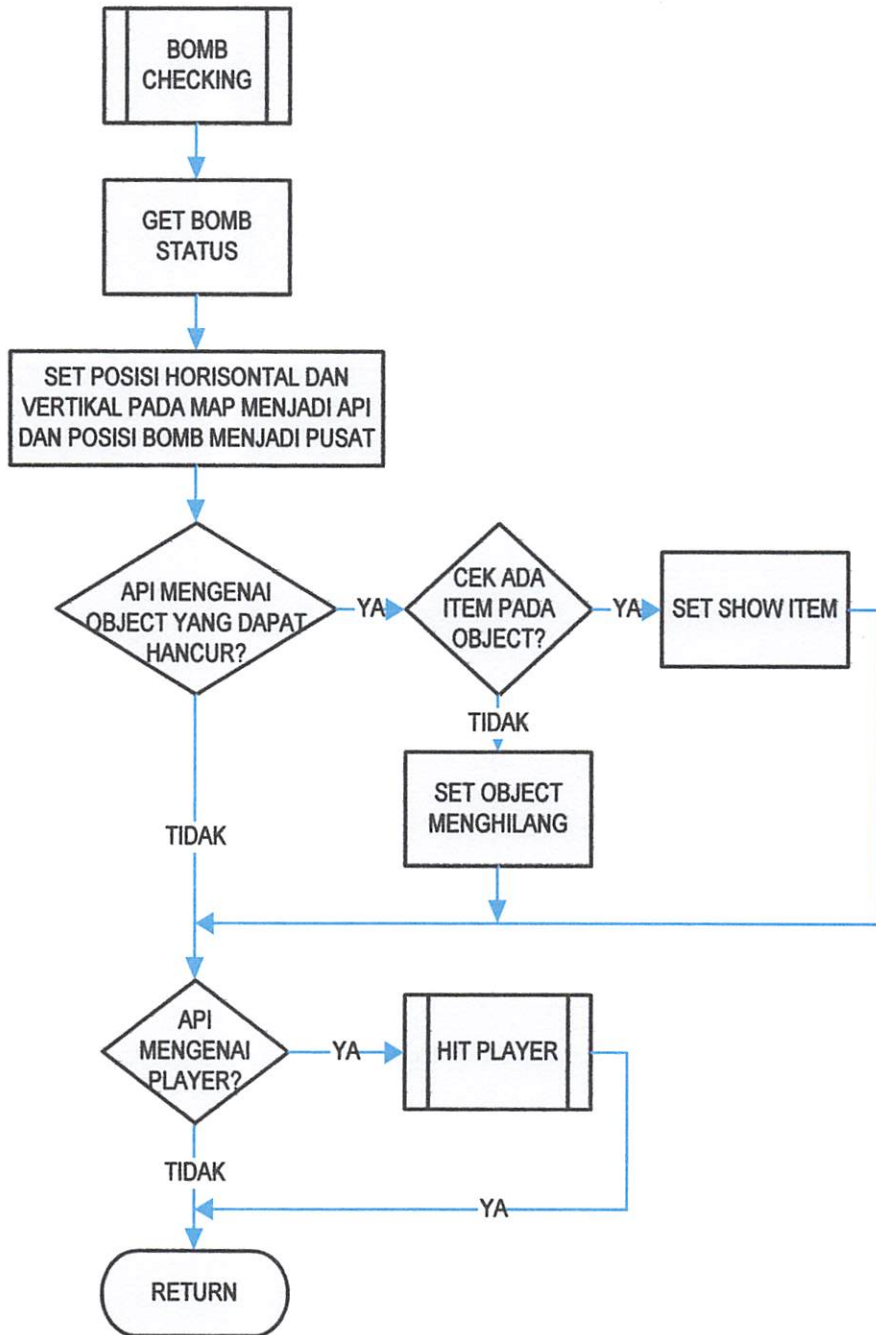 BOMB
CHECKING
GET BOMB
STATUS
SET POSISI HORISONTAL DAN
VERTIKAL PADA MAP MENJADI API
DAN POSISI BOMB MENJADI PUSAT
API MENGENAI
OBJECT YANG DAPAT
HANCUR?
YA
CEK ADA
ITEM PADA
OBJECT?
YA
SET SHOW ITEM
TIDAK
SET OBJECT
MENGHILANG
TIDAK
API
MENGENAI
PLAYER?
YA
HIT PLAYER
TIDAK
YA
RETURN